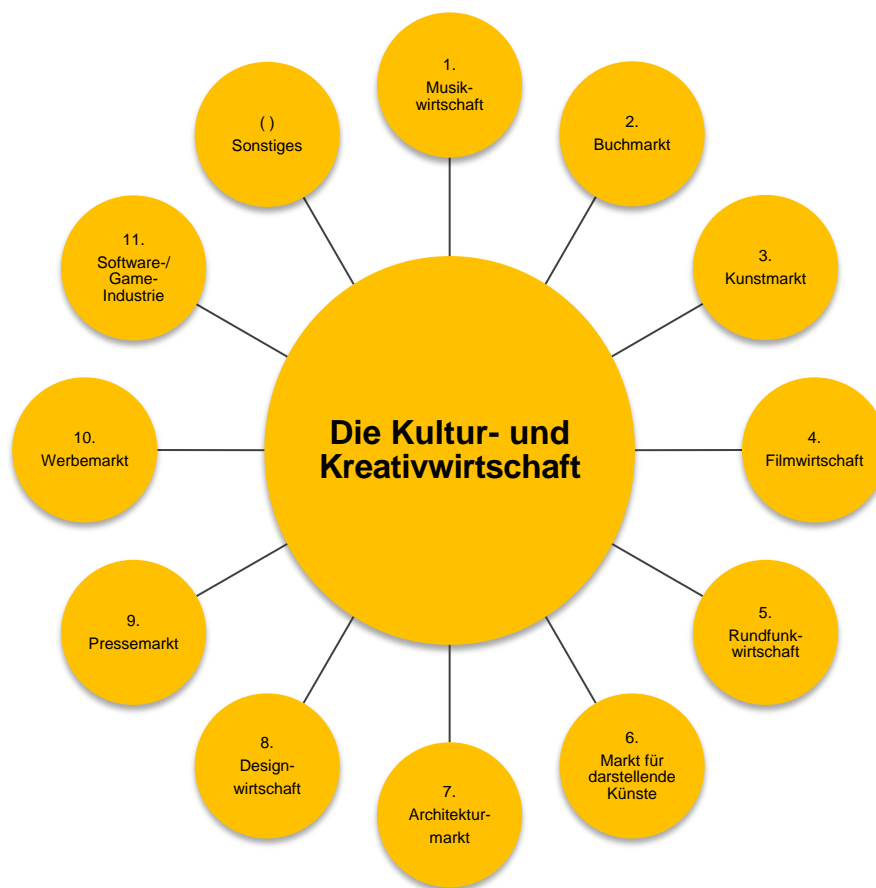 Die Kultur- und
Kreativwirtschaft
1.
Musik-
wirtschaft
2.
Buchmarkt
3.
Kunstmarkt
4.
Filmwirtschaft
5.
Rundfunk-
wirtschaft
6.
Markt für
darstellende
Künste
7.
Architektur-
markt
8.
Design-
wirtschaft
9.
Pressemarkt
10.
Werbemarkt
11.
Software-/
Game-
Industrie
( )
Sonstiges